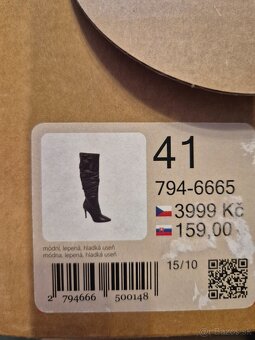 41
794-6665
3999 Kč
159,00
módní, lepená, hladká useň
módna, lepená, hladká useň
15/10
2 794666 500148